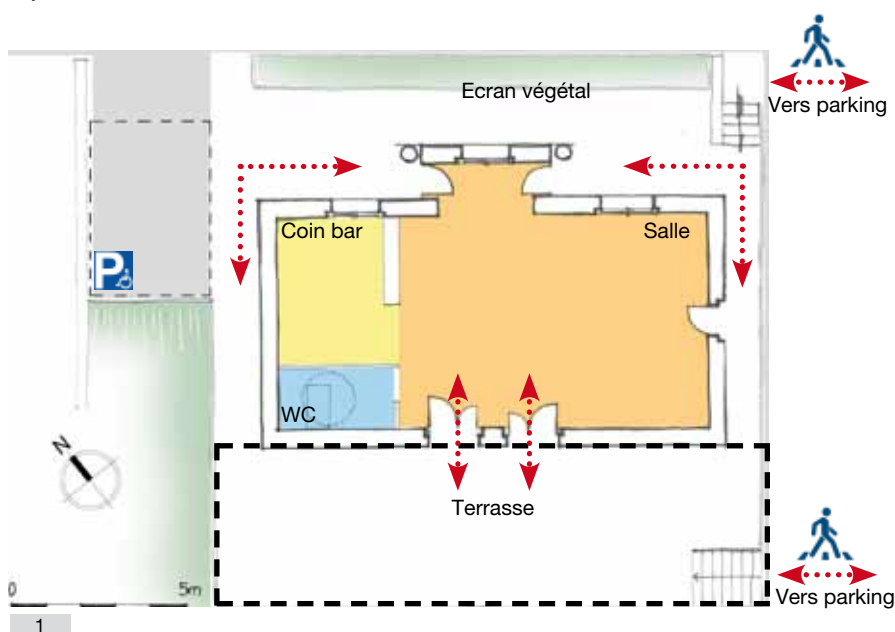 Ecran végétal
Vers parking
Coin bar
Salle
P
WC
N
Terrasse
0
5m
Vers parking
1